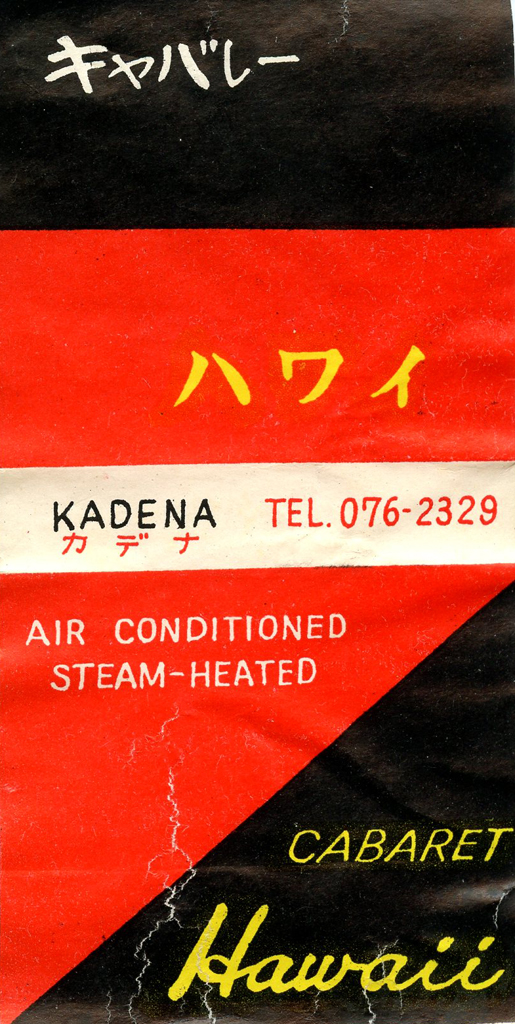 キャバレー
ハワイ
KADENA TEL. 076-2329
カデナ
AIR CONDITIONED
STEAM-HEATED
CABARET
Hawaii